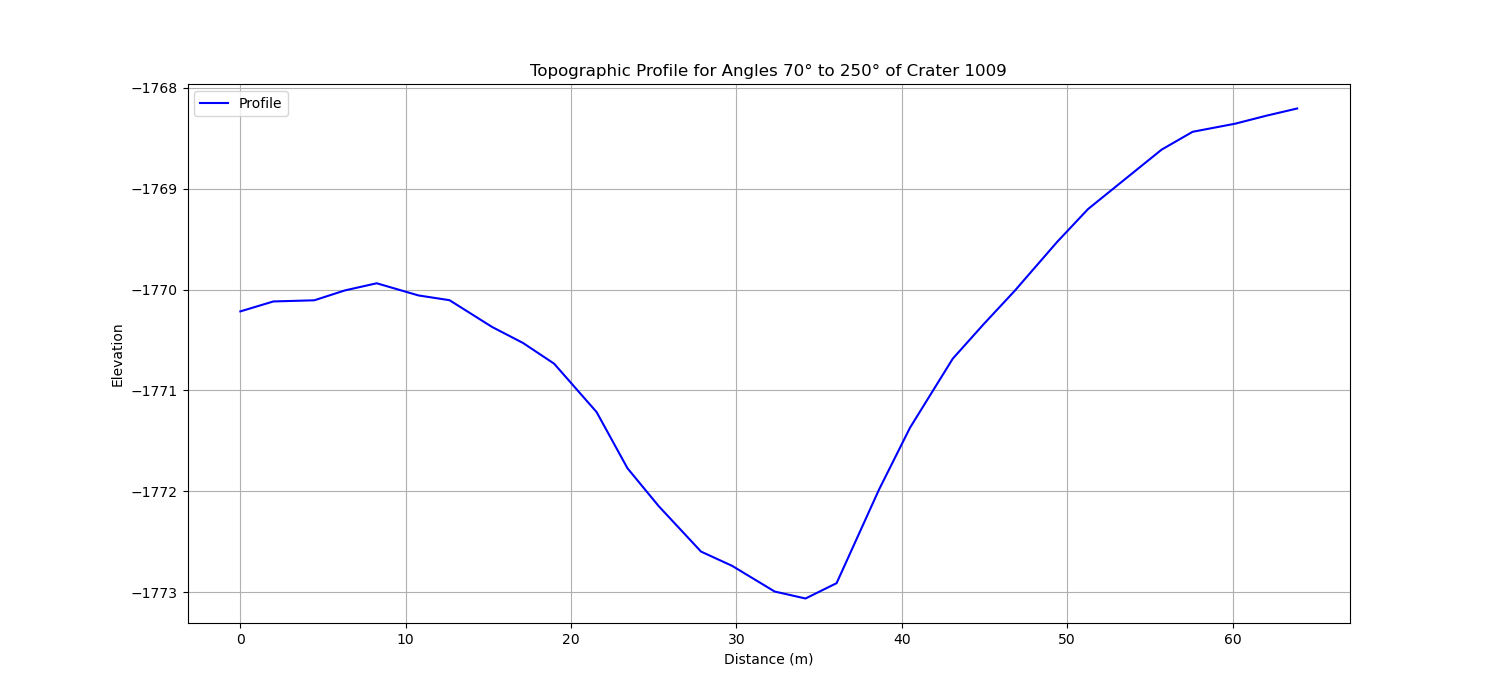 Topographic Profile for Angles 70° to 250° of Crater 1009
Profile
Elevation
−1768
−1769
−1770
−1771
−1772
−1773
0 10 20 30 40 50 60
Distance (m)